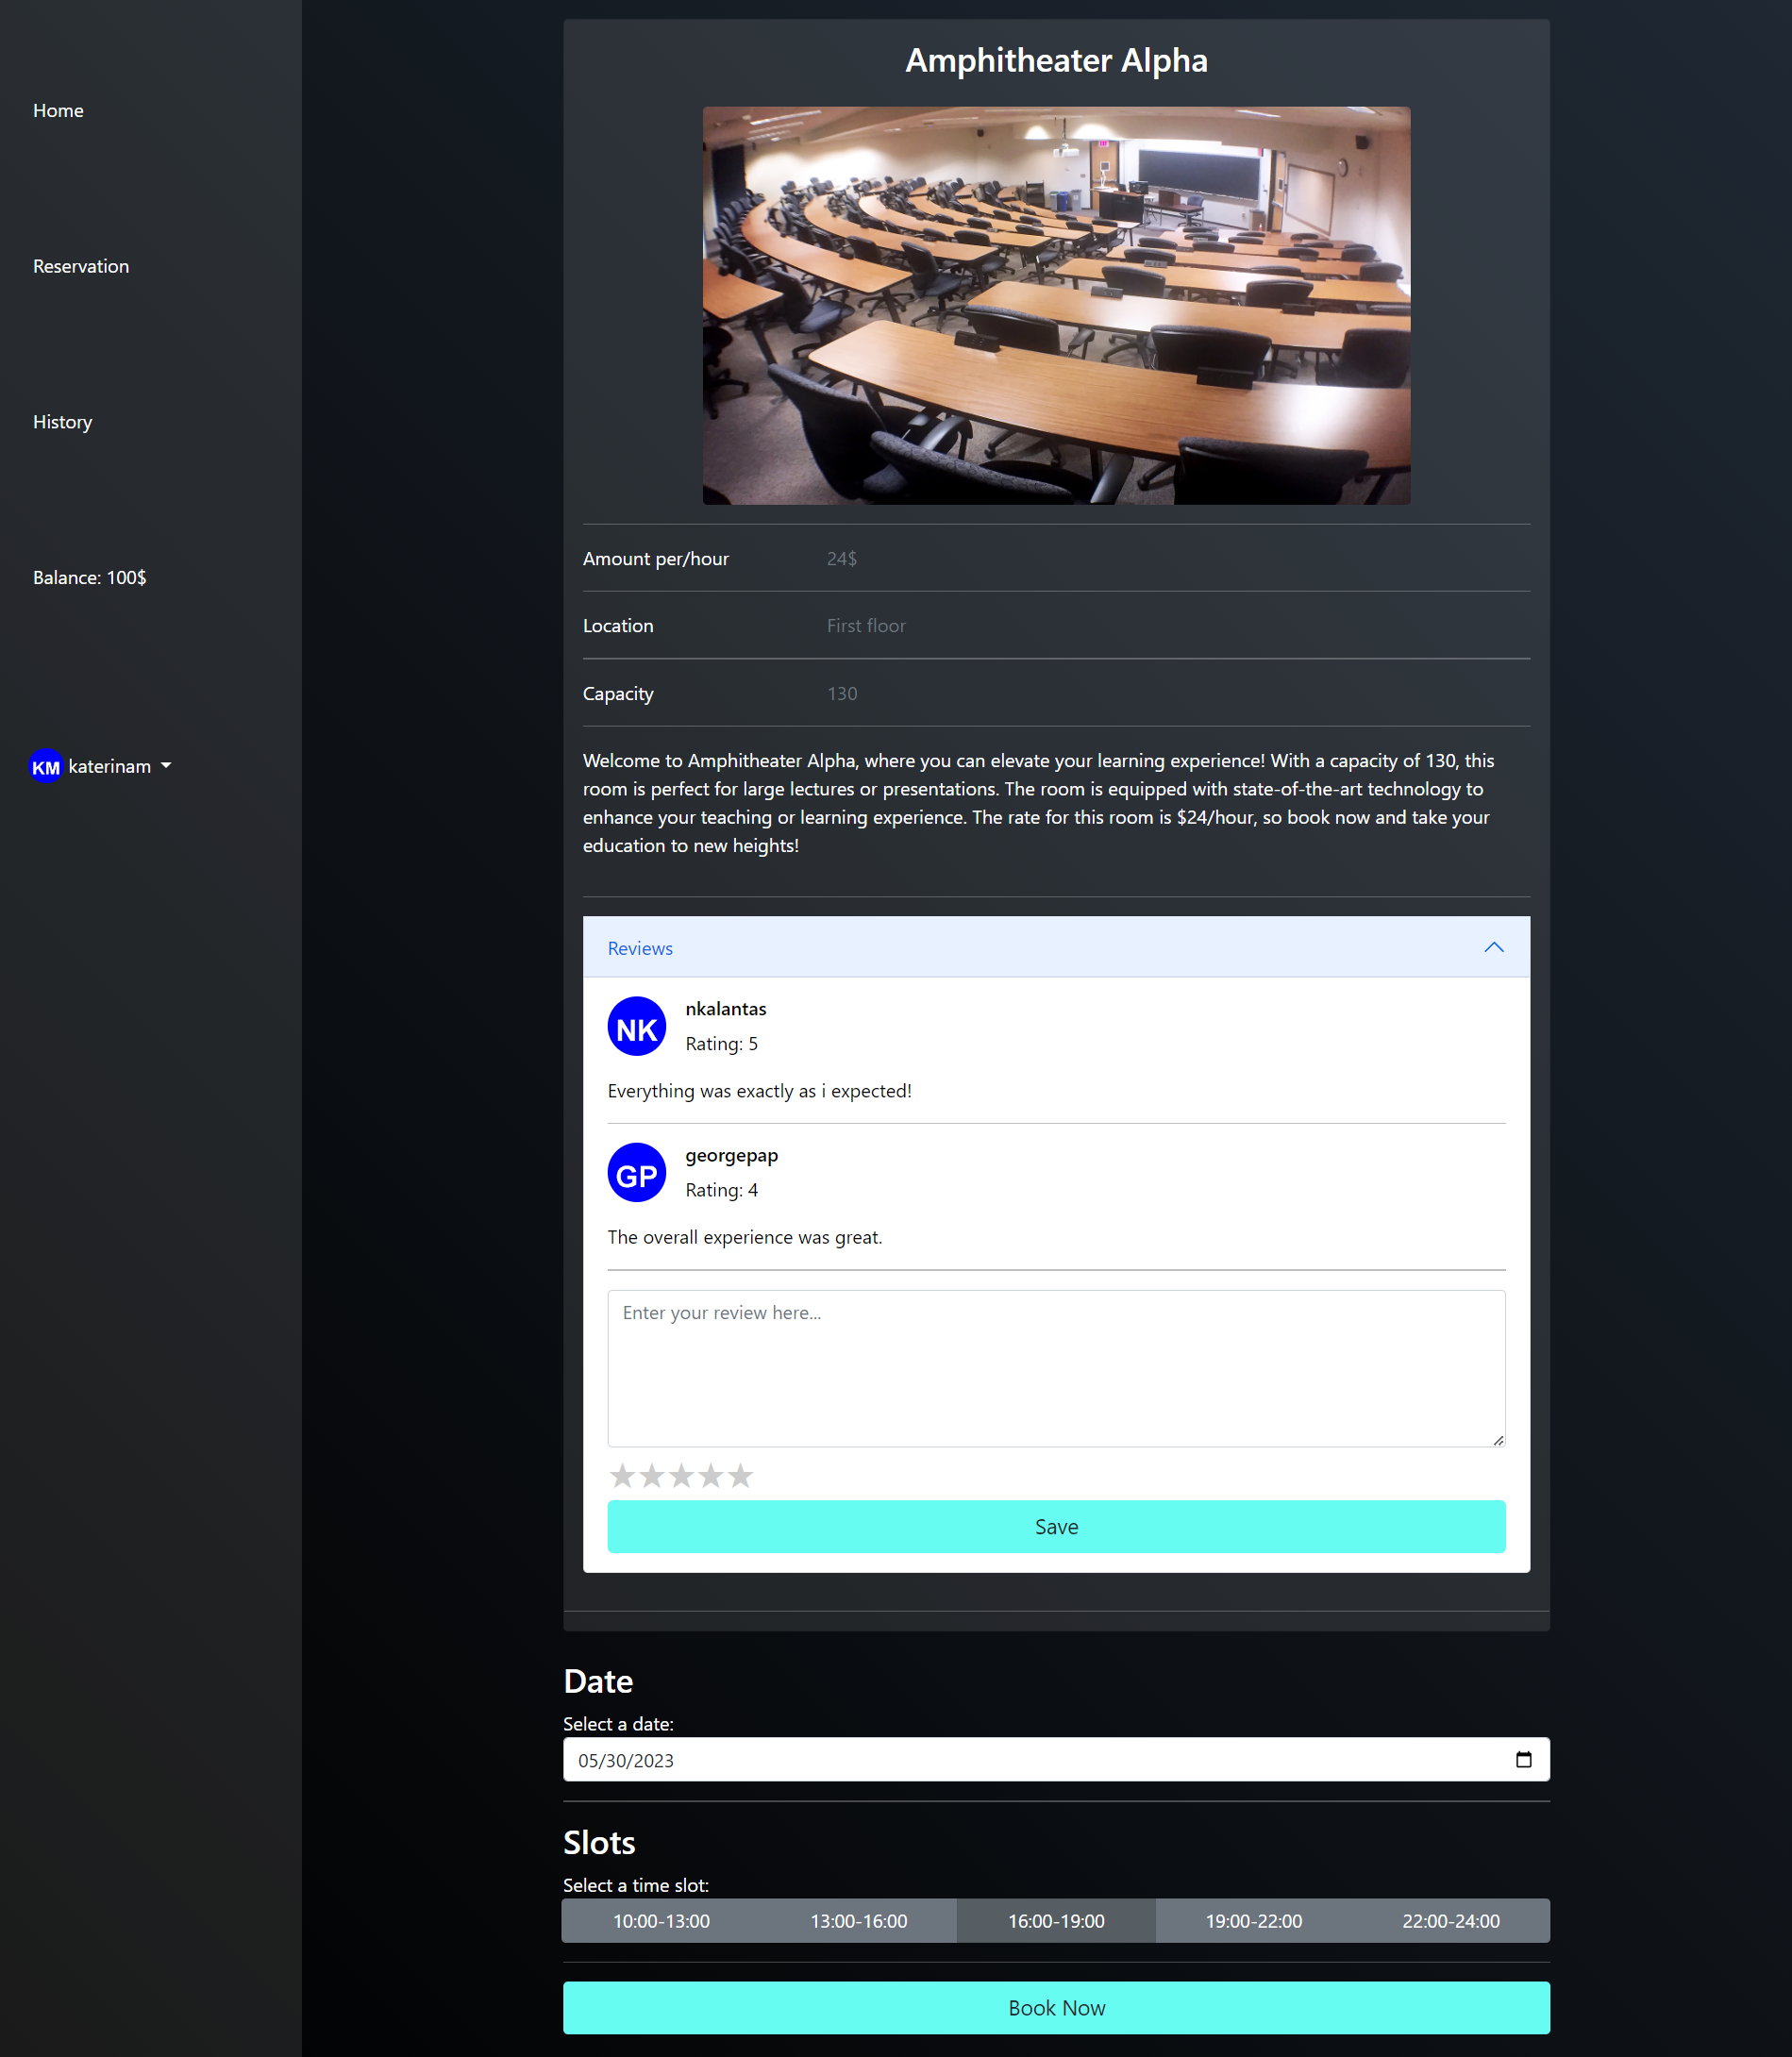 Home
Reservation
History
Balance: 100$
KM katerinam
Amphitheater Alpha
Amount per/hour 24$
Location First floor
Capacity 130
Welcome to Amphitheater Alpha, where you can elevate your learning experience! With a capacity of 130, this
room is perfect for large lectures or presentations. The room is equipped with state-of-the-art technology to
enhance your teaching or learning experience. The rate for this room is $24/hour, so book now and take your
education to new heights!
Reviews
NK nkalantas
Rating: 5
Everything was exactly as i expected!
GP georgepap
Rating: 4
The overall experience was great.
Enter your review here...
Save
Date
Select a date:
05/30/2023
Slots
Select a time slot:
10:00-13:00 13:00-16:00 16:00-19:00 19:00-22:00 22:00-24:00
Book Now